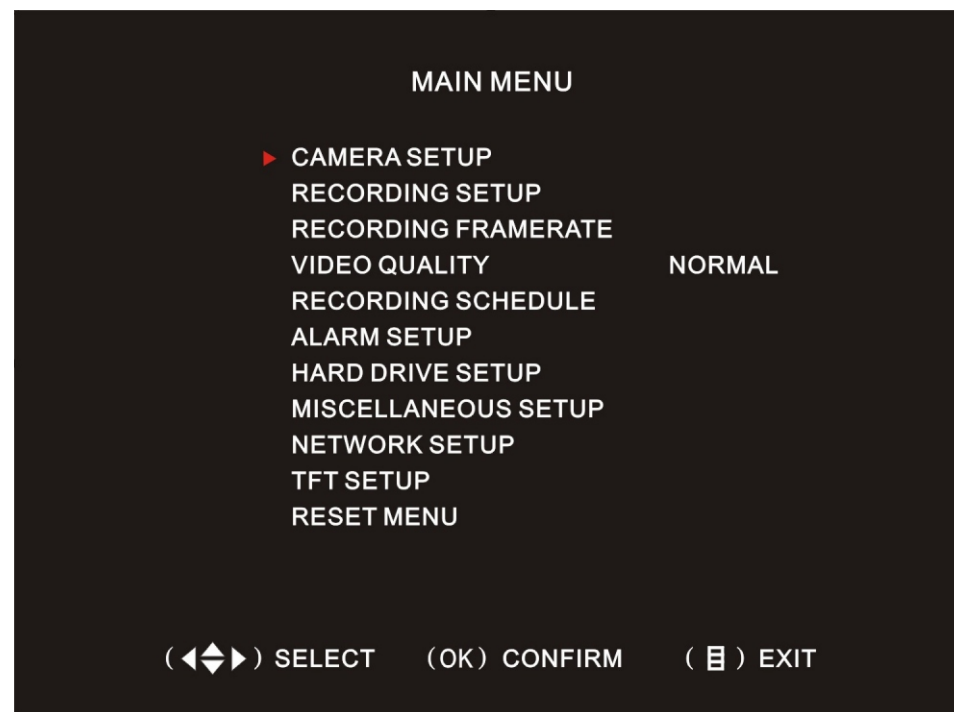 MAIN MENU
CAMERA SETUP
RECORDING SETUP
RECORDING FRAMERATE
VIDEO QUALITY NORMAL
RECORDING SCHEDULE
ALARM SETUP
HARD DRIVE SETUP
MISCELLANEOUS SETUP
NETWORK SETUP
TFT SETUP
RESET MENU
(◀◆▶) SELECT (OK) CONFIRM ( ) EXIT